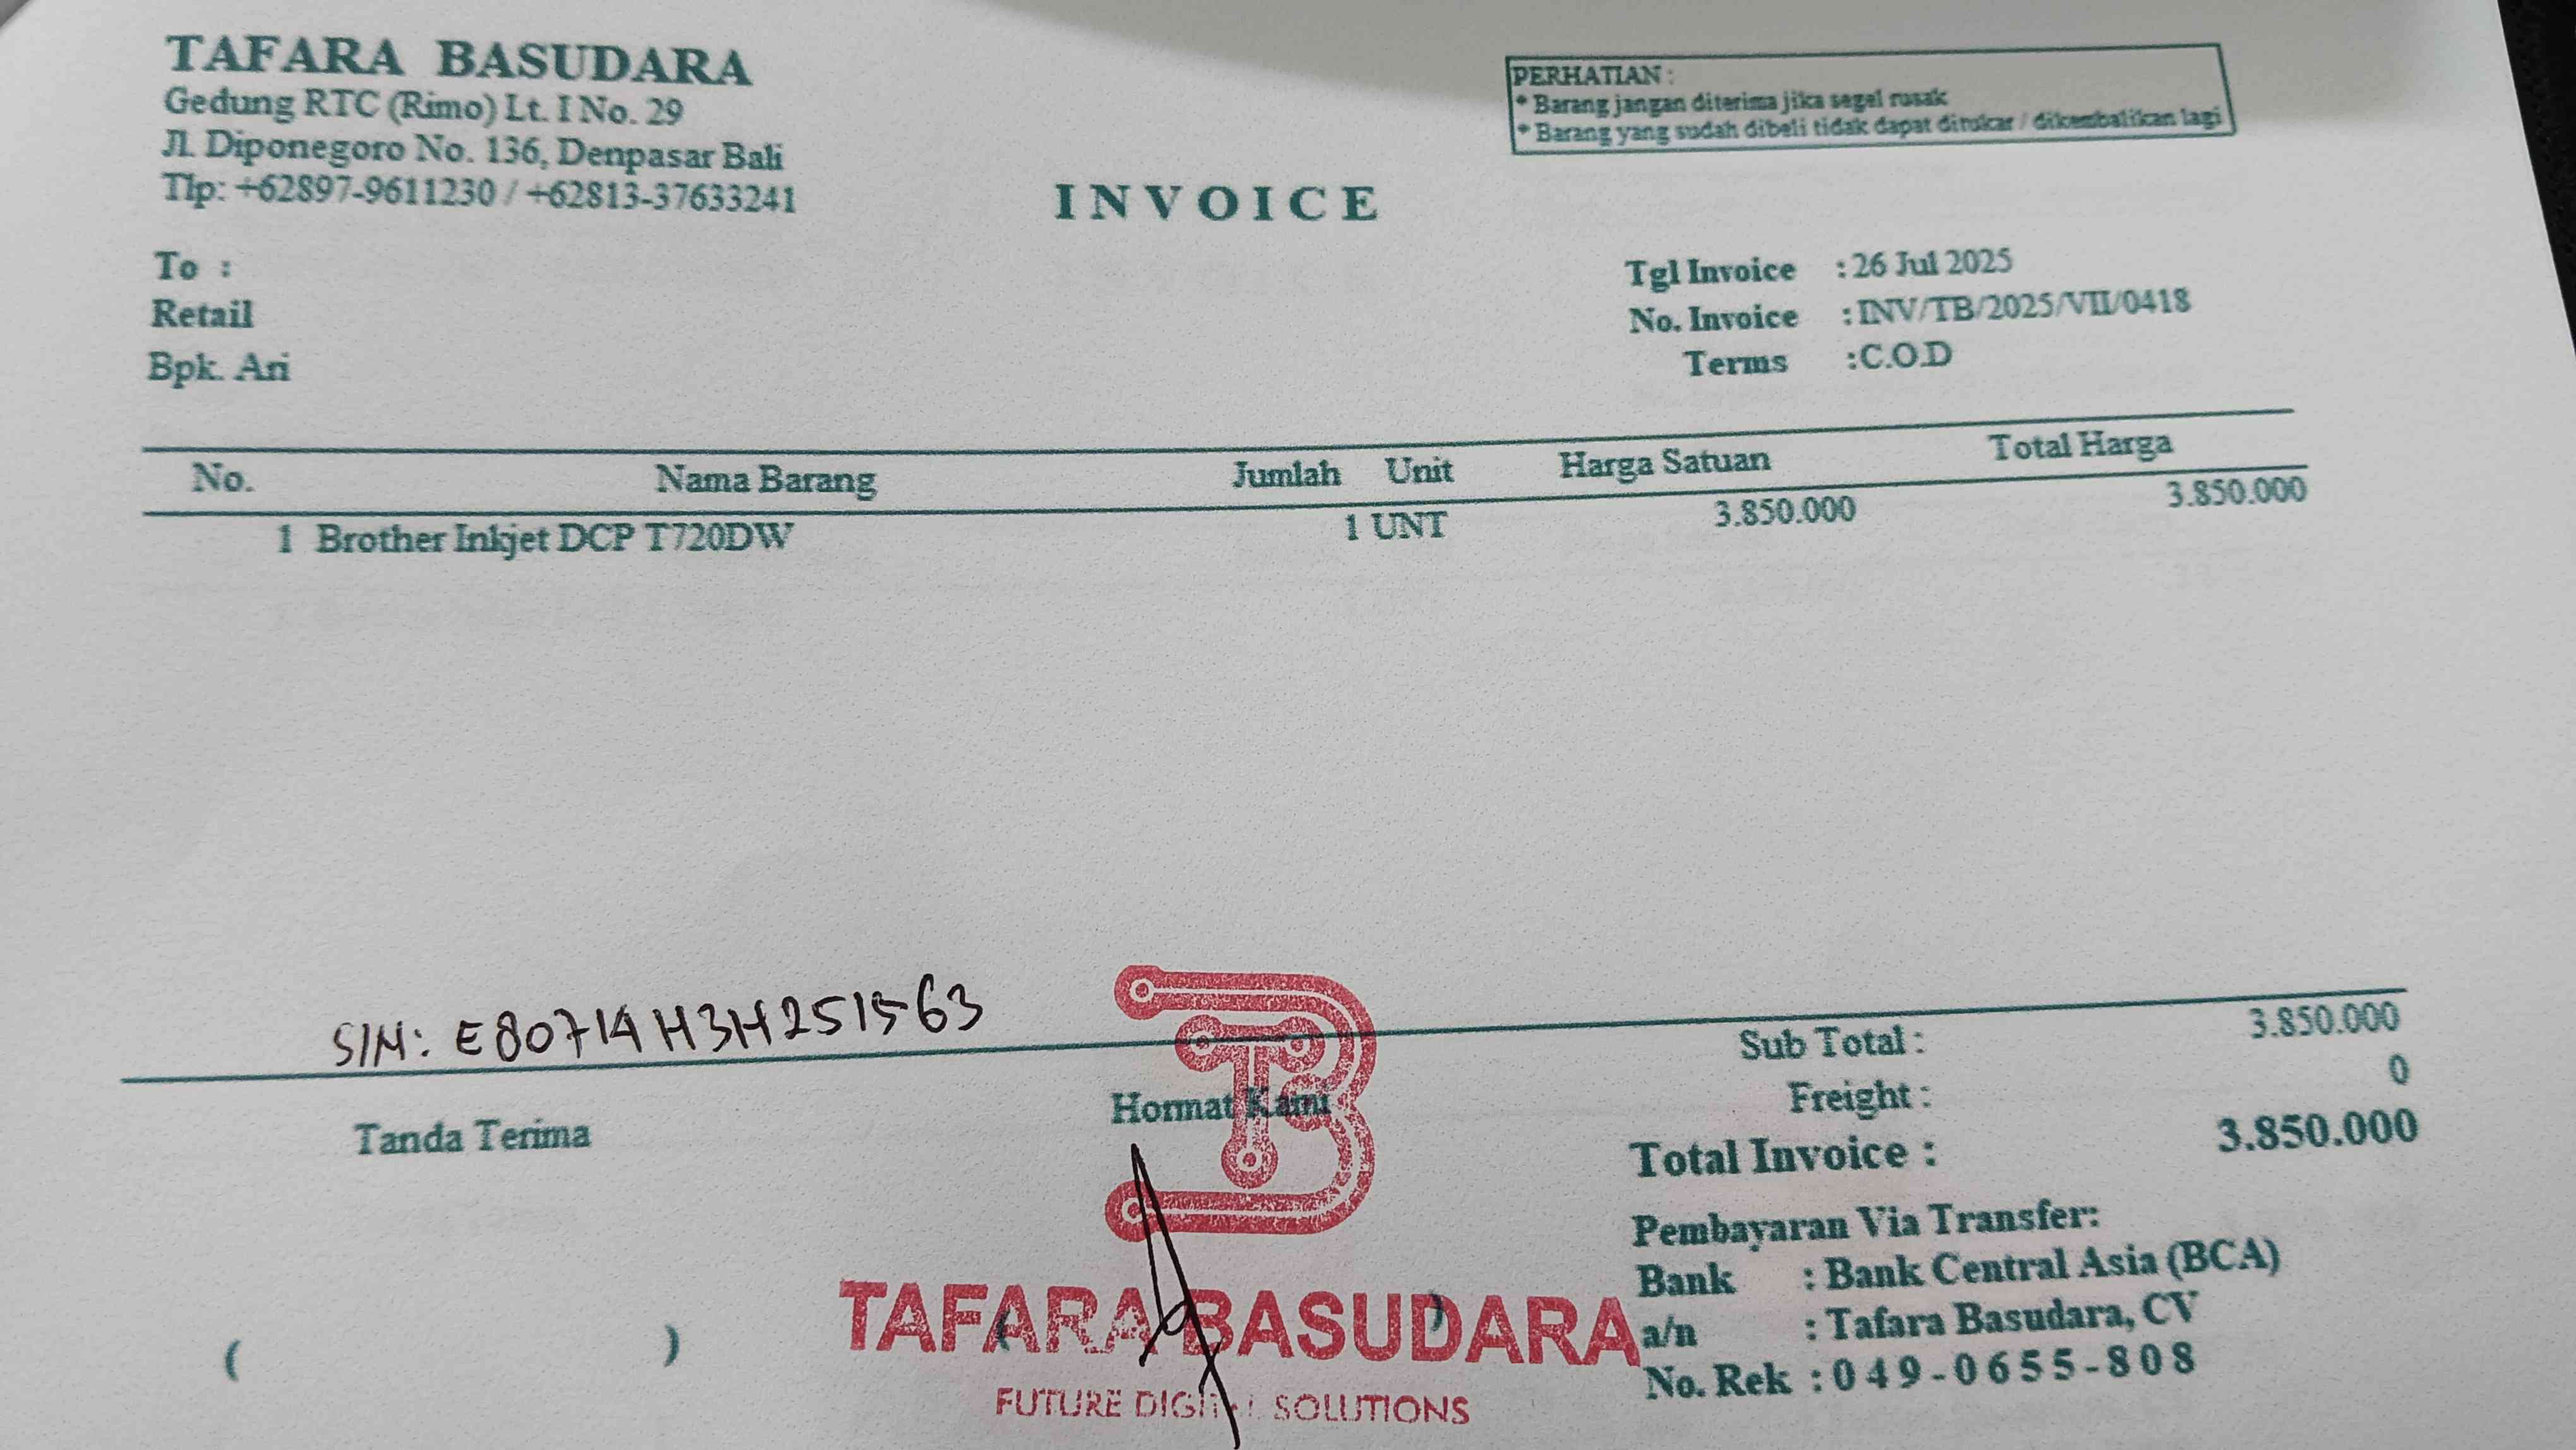 TAFARA BASUDARA
Gedung RTC (Rimo) Lt. I No. 29
Jl. Diponegoro No. 136, Denpasar Bali
Tlp: +62897-9611230 / +62813-37633241
PERHATIAN :
* Barang jangan diterima jika segel rusak
* Barang yang sudah dibeli tidak dapat ditukar / dikembalikan lagi
INVOICE
To :
Retail
Bpk. Ari
Tgl Invoice : 26 Jul 2025
No. Invoice : INV/TB/2025/VII/0418
Terms : C.O.D
No. Nama Barang Jumlah Unit Harga Satuan Total Harga
1 Brother Inkjet DCP T720DW 1 UNT 3.850.000 3.850.000
S/N: E80714H3H251563
Sub Total : 3.850.000
Freight : 0
Total Invoice : 3.850.000
Tanda Terima
Hormat Kami
Pembayaran Via Transfer:
Bank : Bank Central Asia (BCA)
a/n : Tafara Basudara, CV
No. Rek : 049-0655-808
( )
( )
TB
TAFARA BASUDARA
FUTURE DIGITAL SOLUTIONS